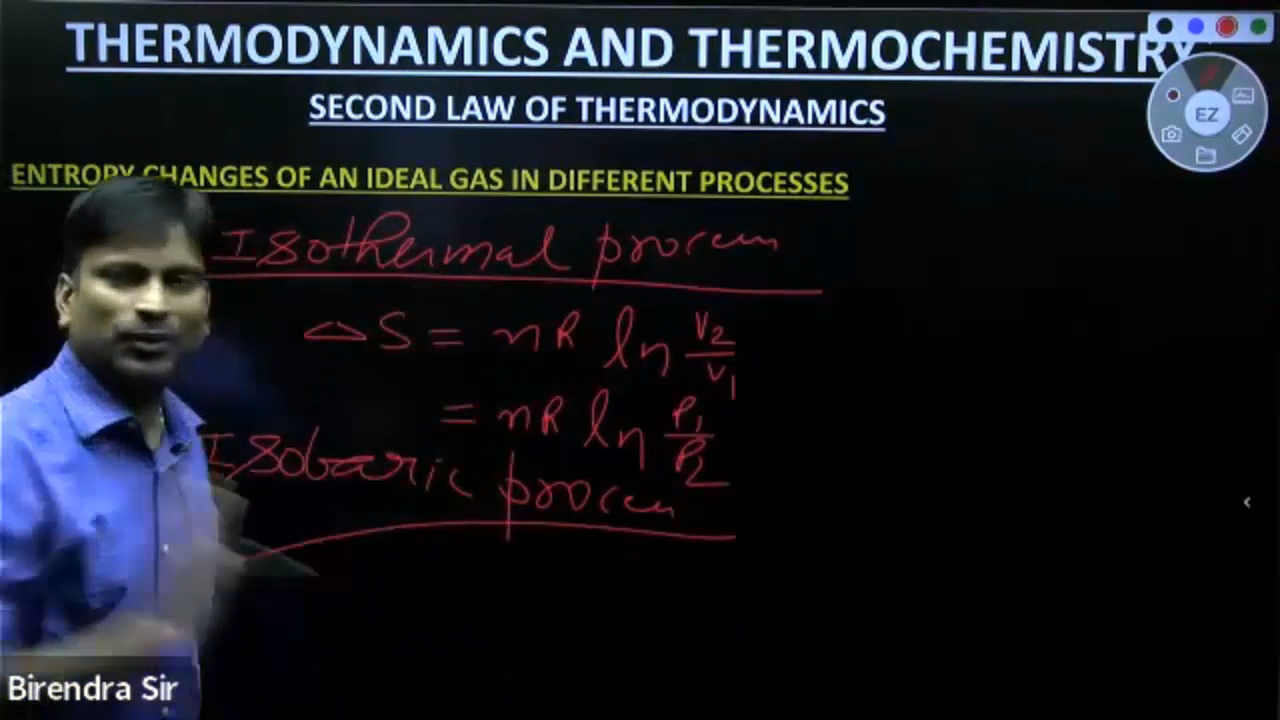 THERMODYNAMICS AND THERMOCHEMISTRY
SECOND LAW OF THERMODYNAMICS
EZ
ENTROPY CHANGES OF AN IDEAL GAS IN DIFFERENT PROCESSES
Isothermal process
△S = nR ln V2/V1
= nR ln P1/P2
Isobaric process
Birendra Sir